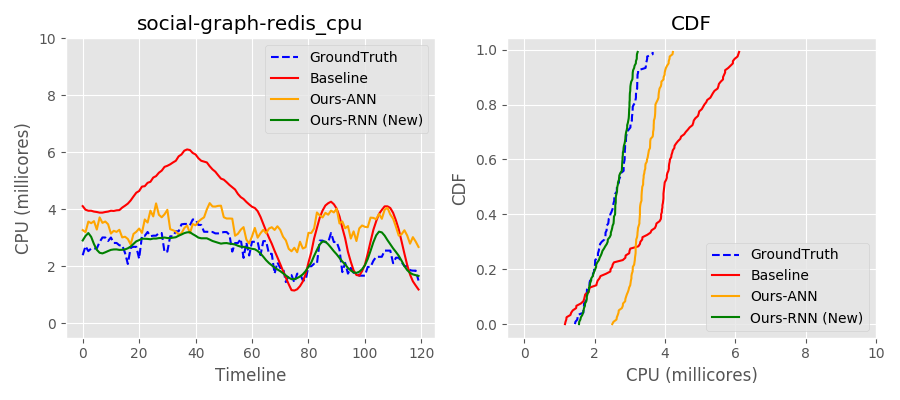 social-graph-redis_cpu
CPU (millicores)
10
8
6
4
2
0
GroundTruth
Baseline
Ours-ANN
Ours-RNN (New)
0 20 40 60 80 100 120
Timeline
CDF
CDF
1.0
0.8
0.6
0.4
0.2
0.0
GroundTruth
Baseline
Ours-ANN
Ours-RNN (New)
0 2 4 6 8 10
CPU (millicores)